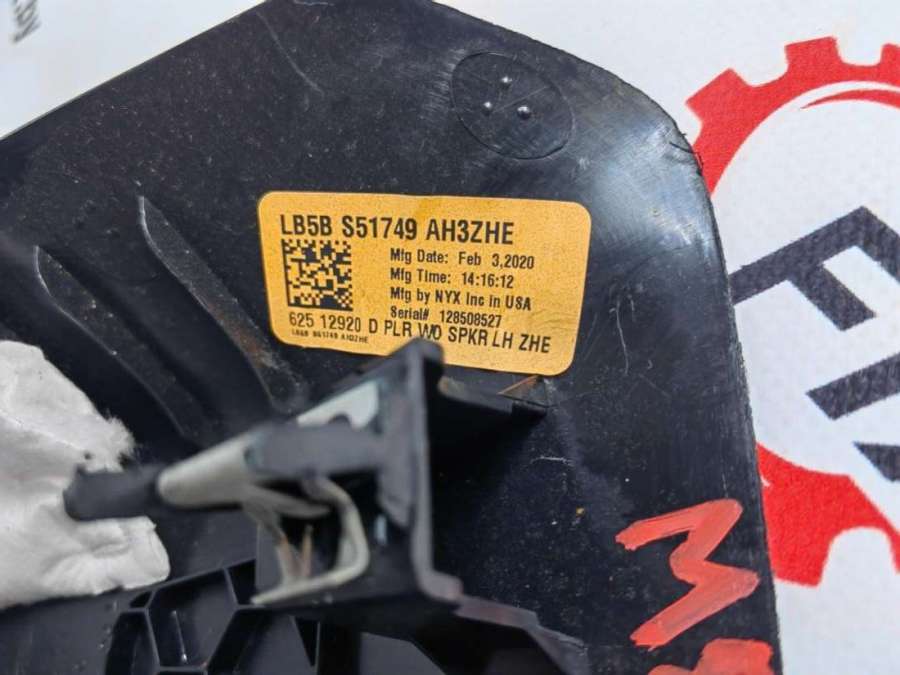 LB5B S51749 AH3ZHE
Mfg Date: Feb 3,2020
Mfg Time: 14:16:12
Mfg by NYX Inc in USA
Serial# 128508527
625 12920 D PLR W/O SPKR LH ZHE
LB5B S51749 AH3ZHE
M